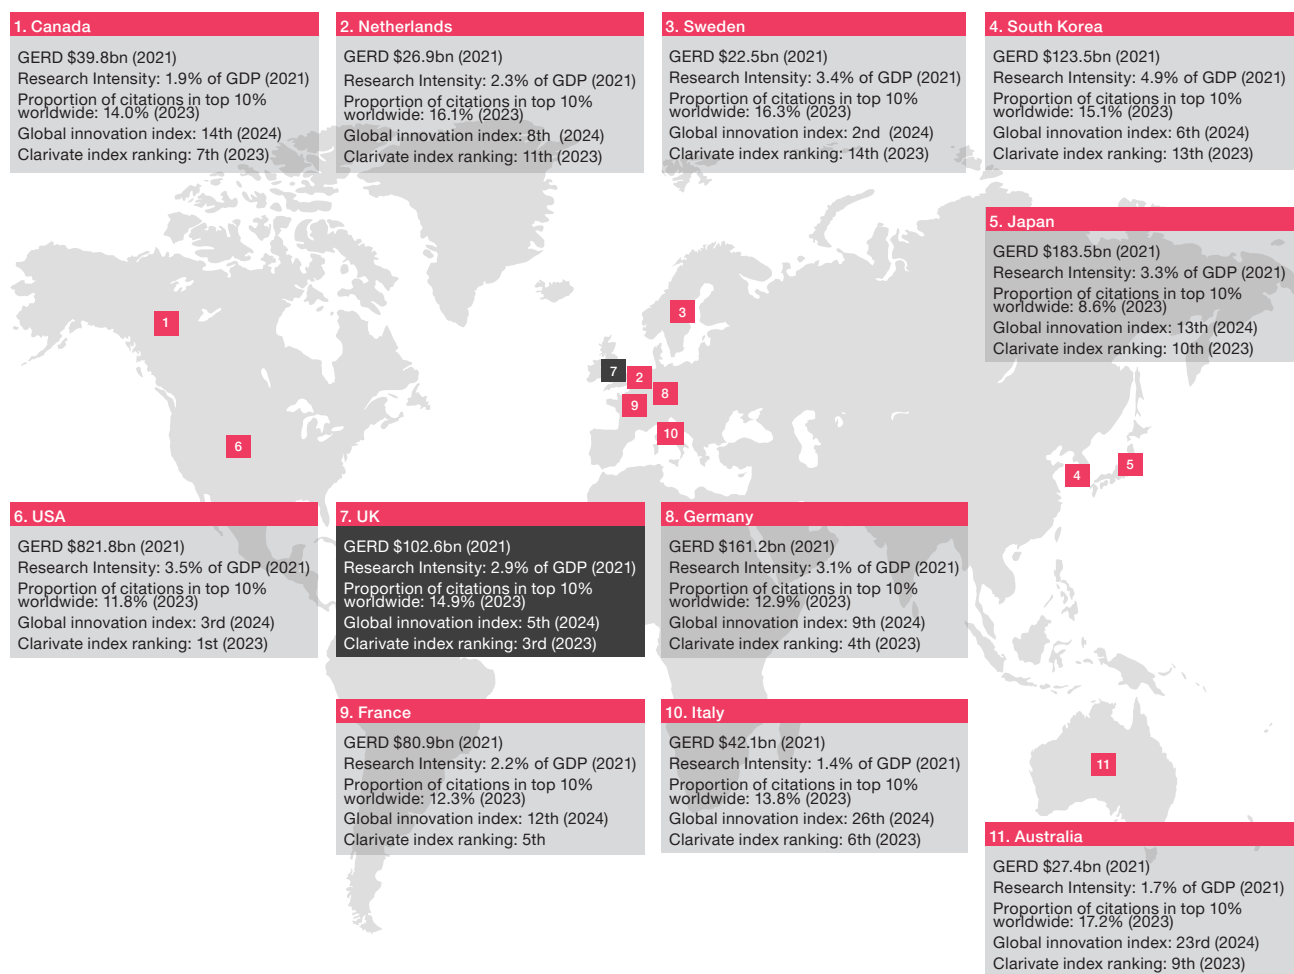 1. Canada
GERD $39.8bn (2021)
Research Intensity: 1.9% of GDP (2021)
Proportion of citations in top 10%
worldwide: 14.0% (2023)
Global innovation index: 14th (2024)
Clarivate index ranking: 7th (2023)
2. Netherlands
GERD $26.9bn (2021)
Research Intensity: 2.3% of GDP (2021)
Proportion of citations in top 10%
worldwide: 16.1% (2023)
Global innovation index: 8th (2024)
Clarivate index ranking: 11th (2023)
3. Sweden
GERD $22.5bn (2021)
Research Intensity: 3.4% of GDP (2021)
Proportion of citations in top 10%
worldwide: 16.3% (2023)
Global innovation index: 2nd (2024)
Clarivate index ranking: 14th (2023)
4. South Korea
GERD $123.5bn (2021)
Research Intensity: 4.9% of GDP (2021)
Proportion of citations in top 10%
worldwide: 15.1% (2023)
Global innovation index: 6th (2024)
Clarivate index ranking: 13th (2023)
5. Japan
GERD $183.5bn (2021)
Research Intensity: 3.3% of GDP (2021)
Proportion of citations in top 10%
worldwide: 8.6% (2023)
Global innovation index: 13th (2024)
Clarivate index ranking: 10th (2023)
3
1
7
2
8
9
10
6
5
4
6. USA
GERD $821.8bn (2021)
Research Intensity: 3.5% of GDP (2021)
Proportion of citations in top 10%
worldwide: 11.8% (2023)
Global innovation index: 3rd (2024)
Clarivate index ranking: 1st (2023)
7. UK
GERD $102.6bn (2021)
Research Intensity: 2.9% of GDP (2021)
Proportion of citations in top 10%
worldwide: 14.9% (2023)
Global innovation index: 5th (2024)
Clarivate index ranking: 3rd (2023)
8. Germany
GERD $161.2bn (2021)
Research Intensity: 3.1% of GDP (2021)
Proportion of citations in top 10%
worldwide: 12.9% (2023)
Global innovation index: 9th (2024)
Clarivate index ranking: 4th (2023)
9. France
GERD $80.9bn (2021)
Research Intensity: 2.2% of GDP (2021)
Proportion of citations in top 10%
worldwide: 12.3% (2023)
Global innovation index: 12th (2024)
Clarivate index ranking: 5th
10. Italy
GERD $42.1bn (2021)
Research Intensity: 1.4% of GDP (2021)
Proportion of citations in top 10%
worldwide: 13.8% (2023)
Global innovation index: 26th (2024)
Clarivate index ranking: 6th (2023)
11
11. Australia
GERD $27.4bn (2021)
Research Intensity: 1.7% of GDP (2021)
Proportion of citations in top 10%
worldwide: 17.2% (2023)
Global innovation index: 23rd (2024)
Clarivate index ranking: 9th (2023)